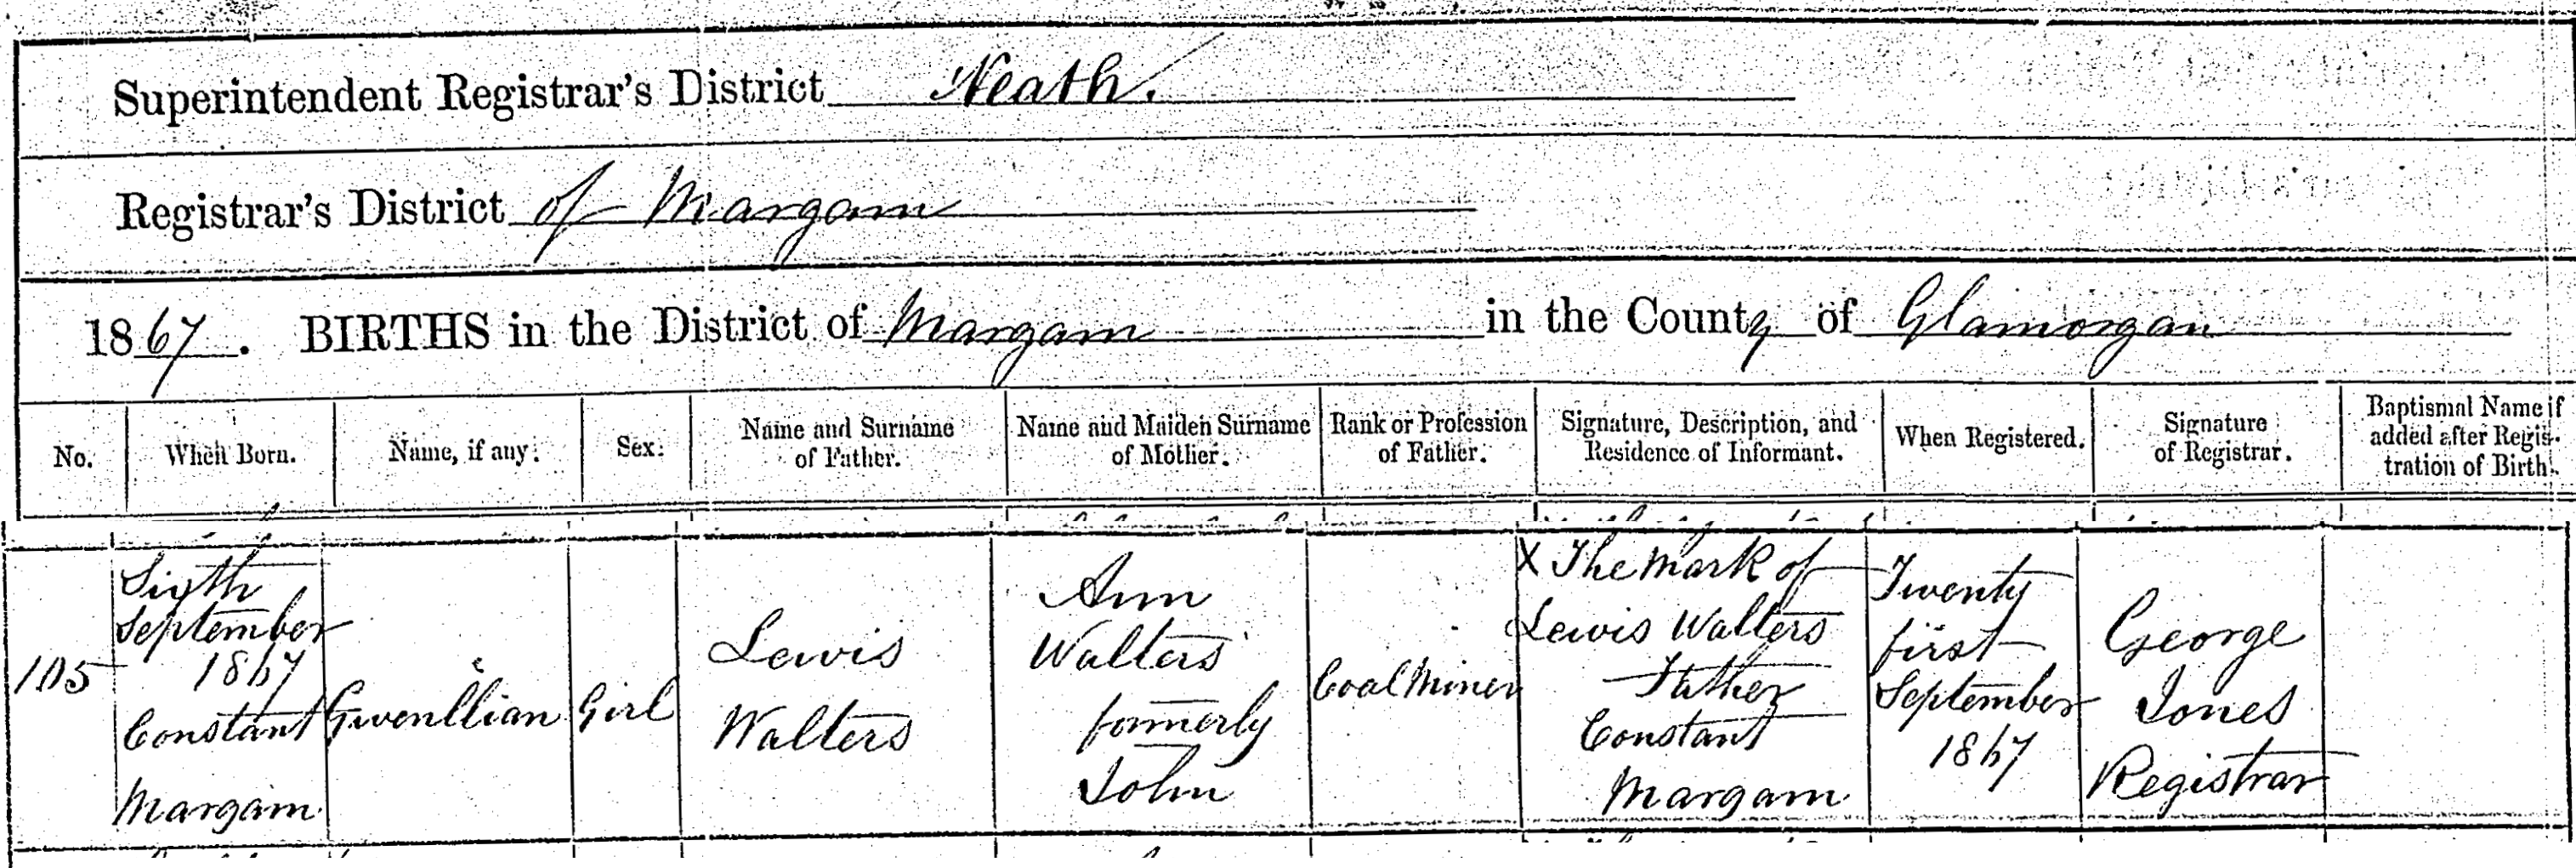 Superintendent Registrar's District Neath.
Registrar's District of Margam
1867. BIRTHS in the District of Margam in the County of Glamorgan
No. When Born. Name, if any. Sex. Name and Surname of Father. Name and Maiden Surname of Mother. Rank or Profession of Father. Signature, Description, and Residence of Informant. When Registered. Signature of Registrar. Baptismal Name if added after Registration of Birth.
105
Sixth
September
1867
Constant
Margam
Gwenllian
Girl
Lewis
Walters
Ann
Walters
formerly
John
Coal Miner
X The Mark of
Lewis Walters
Father
Constant
Margam
Twenty
first
September
1867
George
Jones
Registrar